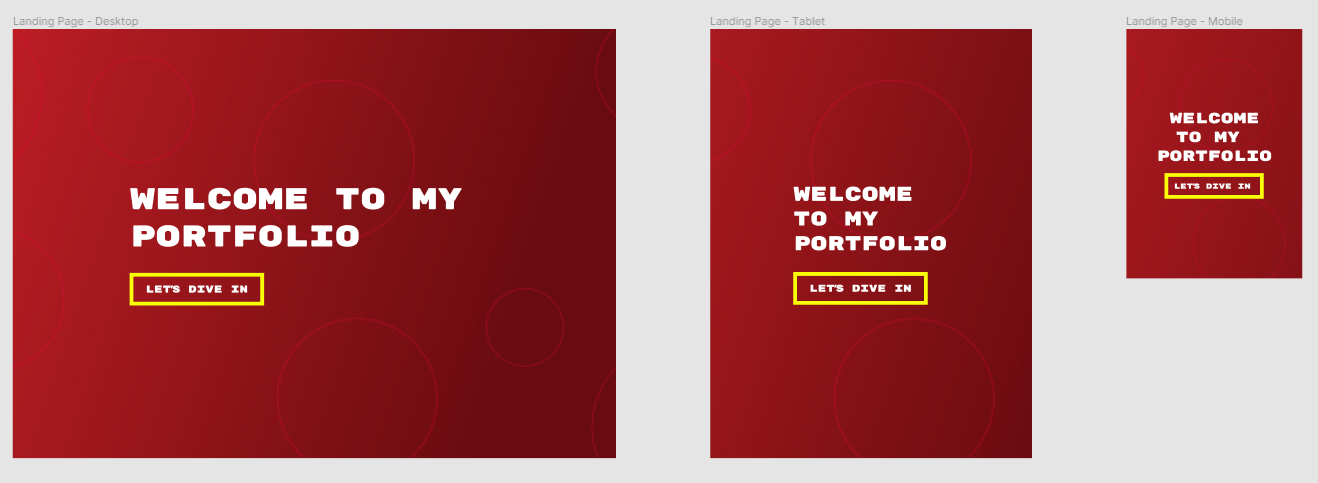 Landing Page - Desktop
WELCOME TO MY
PORTFOLIO
LET'S DIVE IN
Landing Page - Tablet
WELCOME
TO MY
PORTFOLIO
LET'S DIVE IN
Landing Page - Mobile
WELCOME
TO MY
PORTFOLIO
LET'S DIVE IN